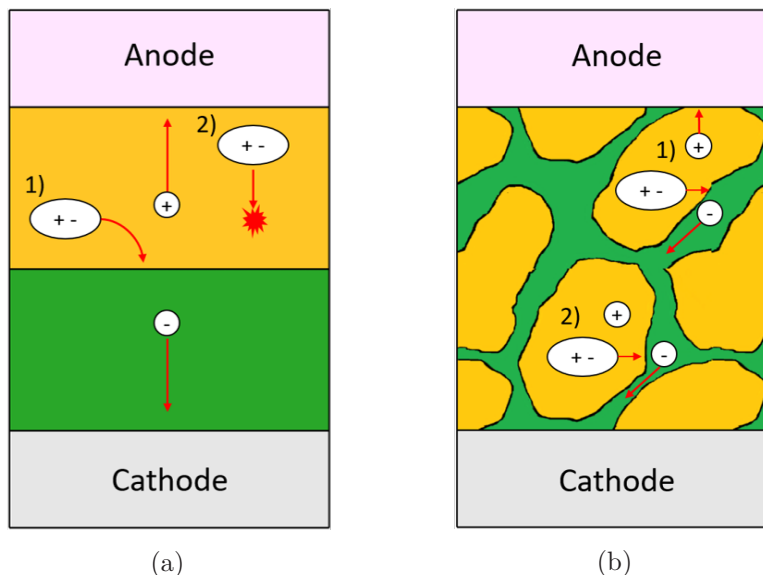 Anode
2)
+ -
1)
+ -
+
-
Cathode
(a)
Anode
1)
+
+ -
-
2)
+
+ -
-
Cathode
(b)